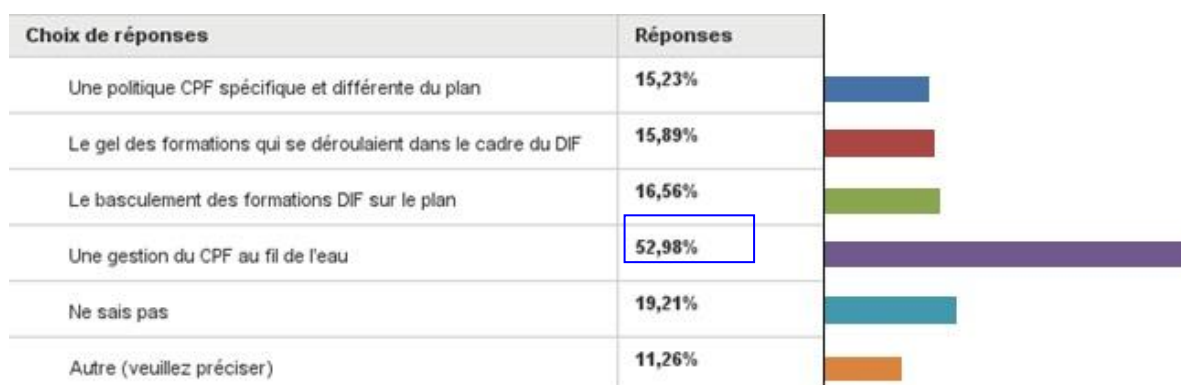 Choix de réponses Réponses
Une politique CPF spécifique et différente du plan 15,23%
Le gel des formations qui se déroulaient dans le cadre du DIF 15,89%
Le basculement des formations DIF sur le plan 16,56%
Une gestion du CPF au fil de l'eau 52,98%
Ne sais pas 19,21%
Autre (veuillez préciser) 11,26%